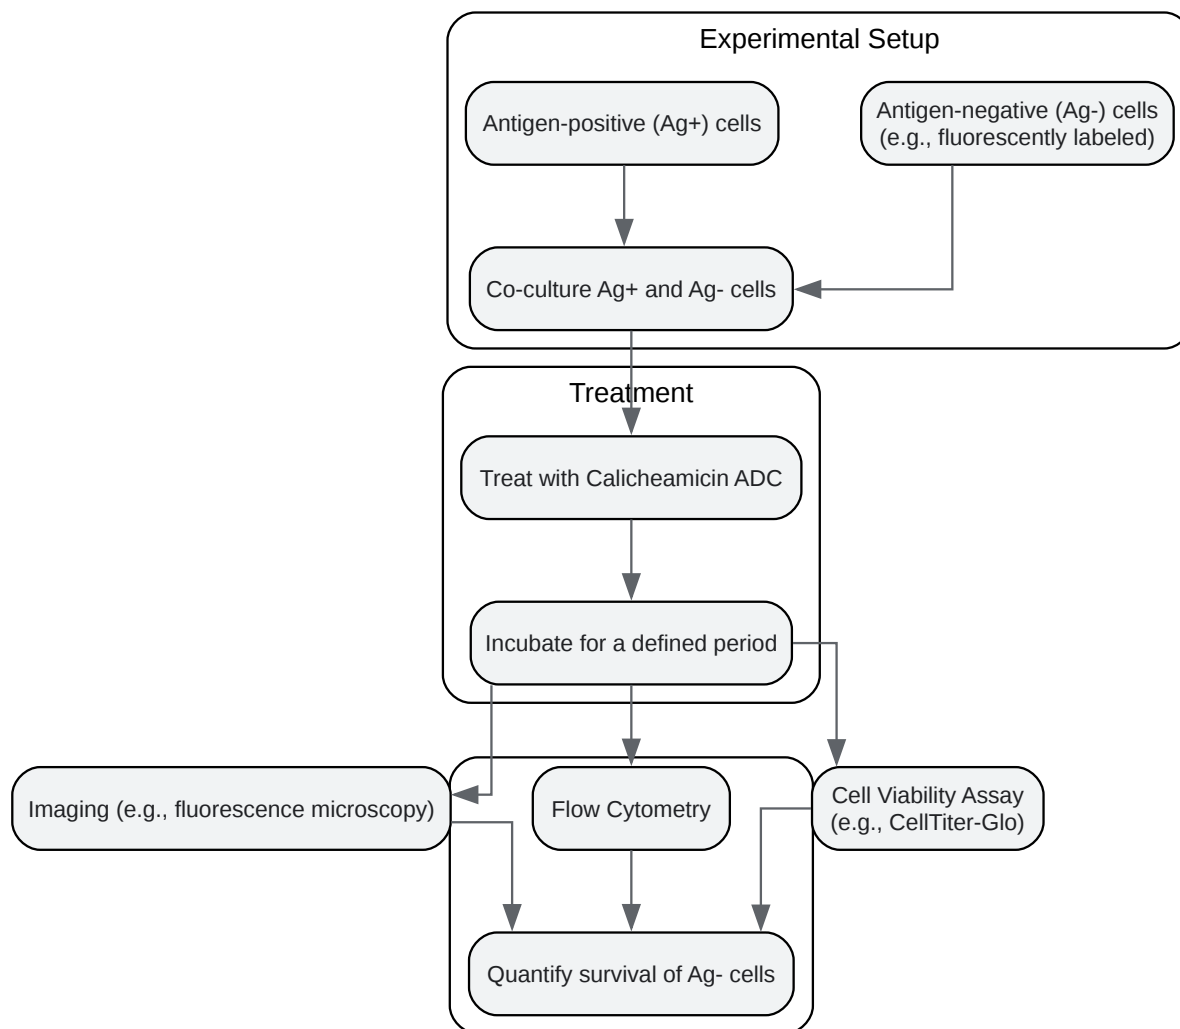 Experimental Setup
Antigen-positive (Ag+) cells
Antigen-negative (Ag-) cells
(e.g., fluorescently labeled)
Co-culture Ag+ and Ag- cells
Treatment
Treat with Calicheamicin ADC
Incubate for a defined period
Imaging (e.g., fluorescence microscopy)
Flow Cytometry
Cell Viability Assay
(e.g., CellTiter-Glo)
Quantify survival of Ag- cells